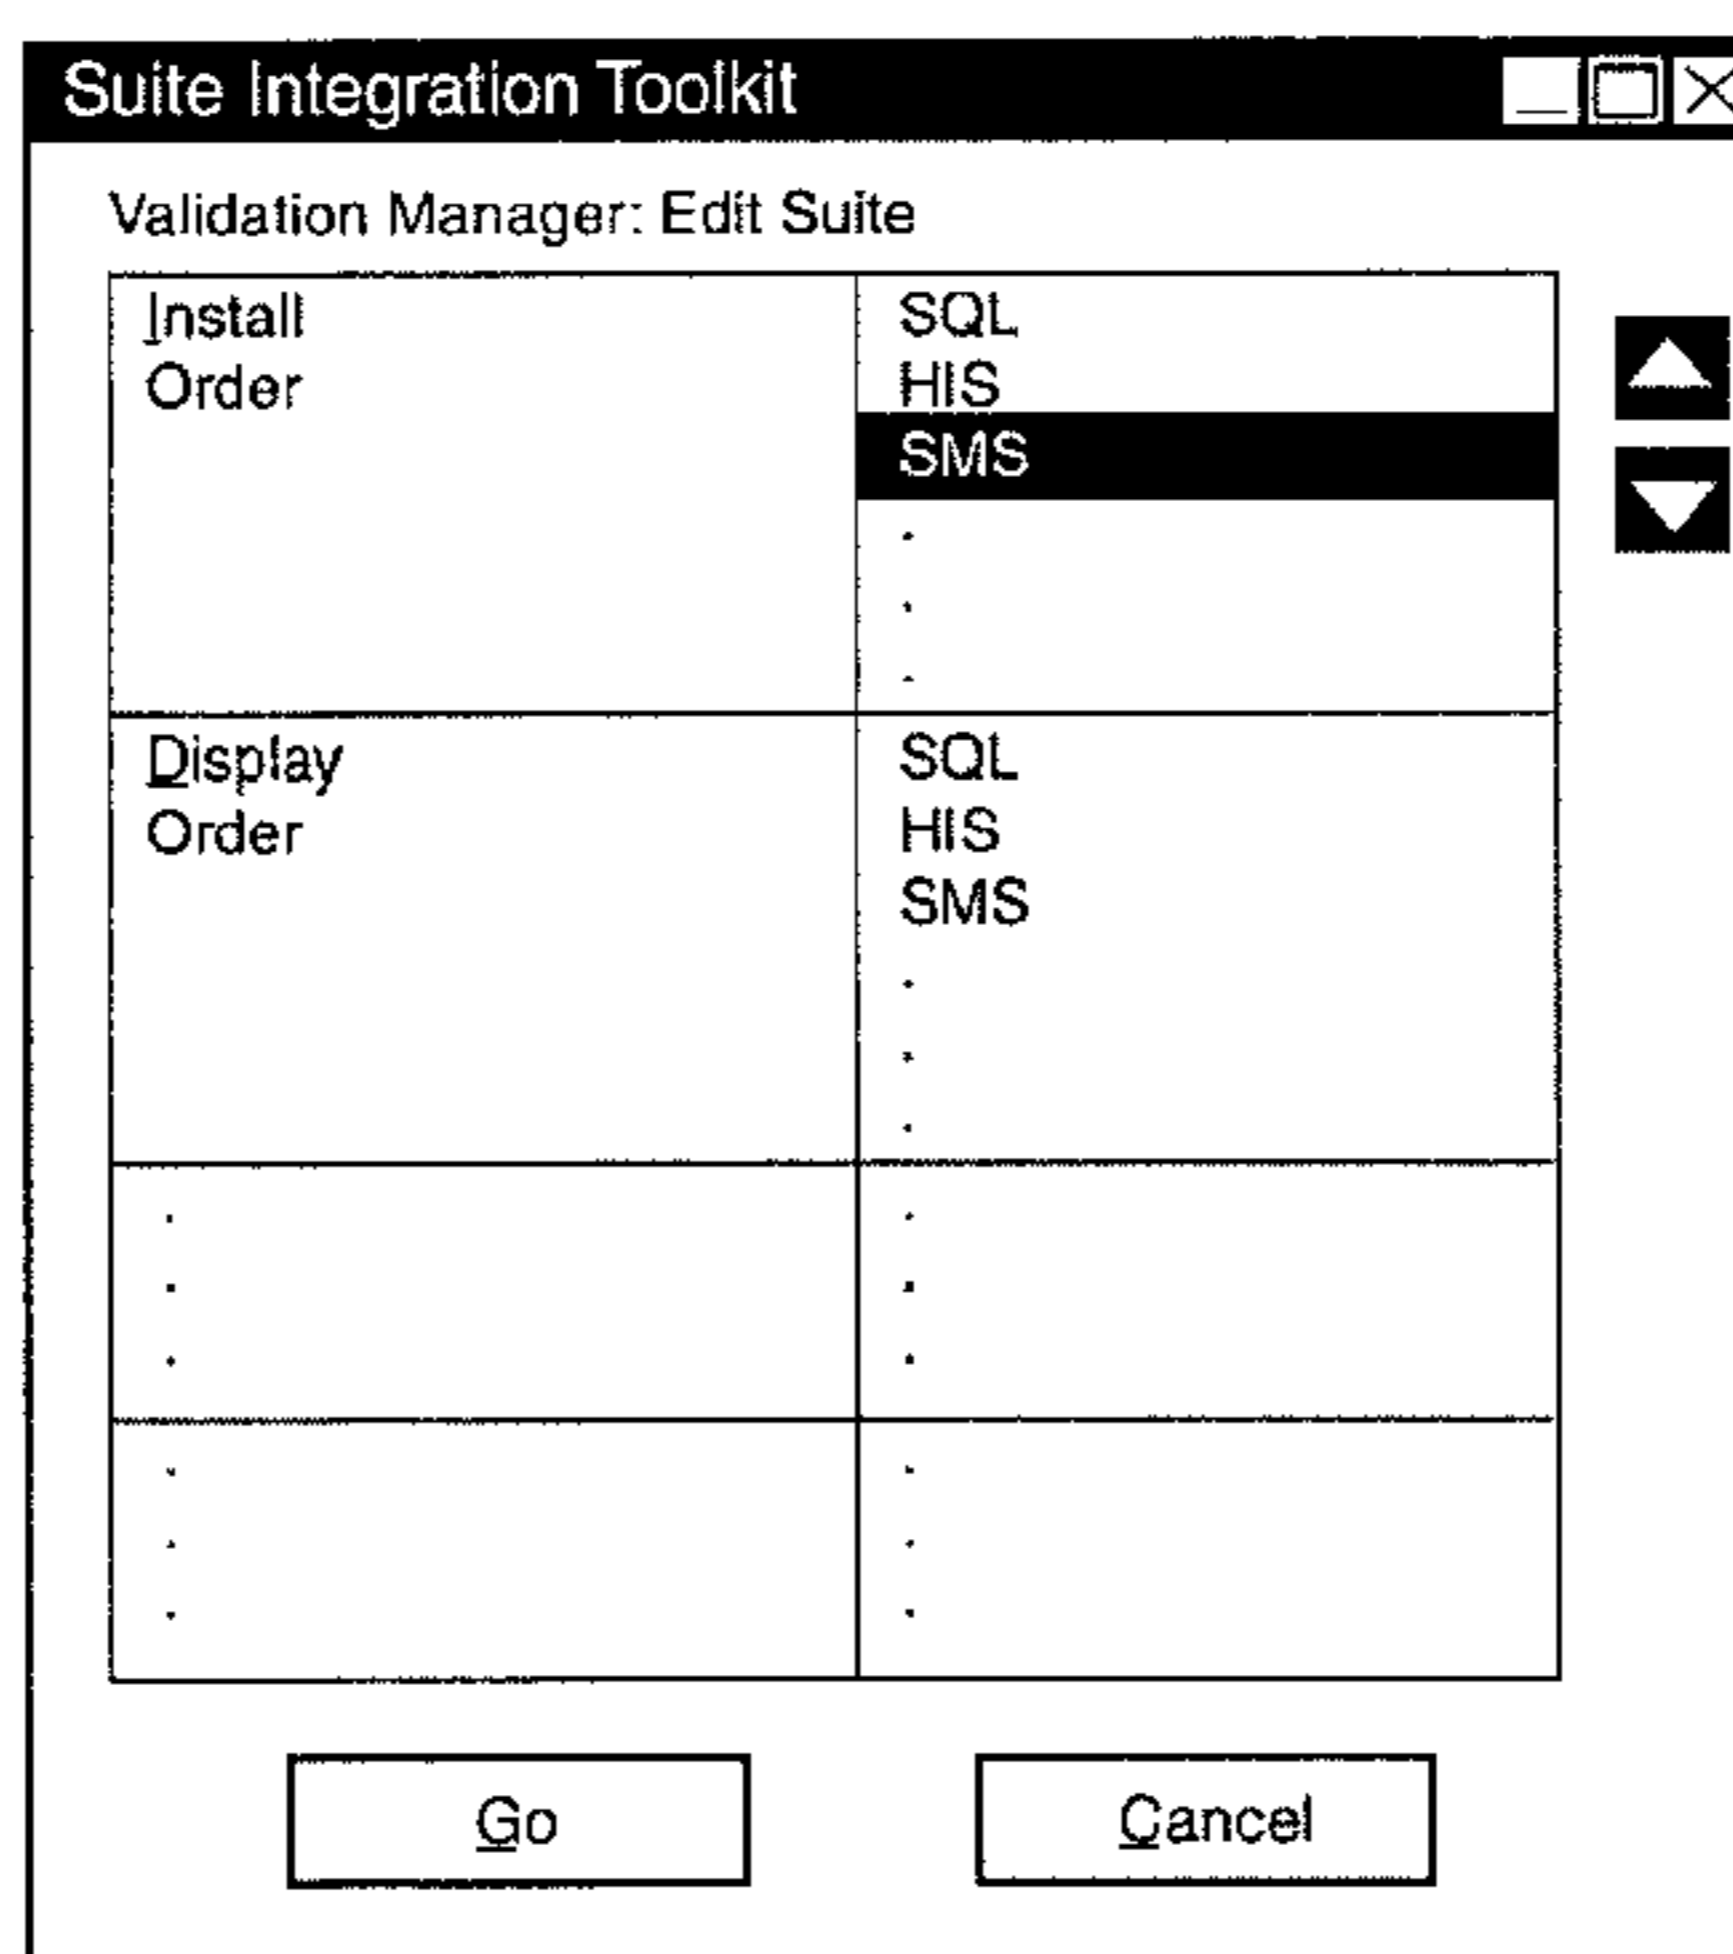 Suite Integration Toolkit
Validation Manager: Edit Suite
Install
Order
SQL
HIS
SMS
.
.
.
Display
Order
SQL
HIS
SMS
.
.
.
. .
. .
. .
. .
. .
. .
Go Cancel